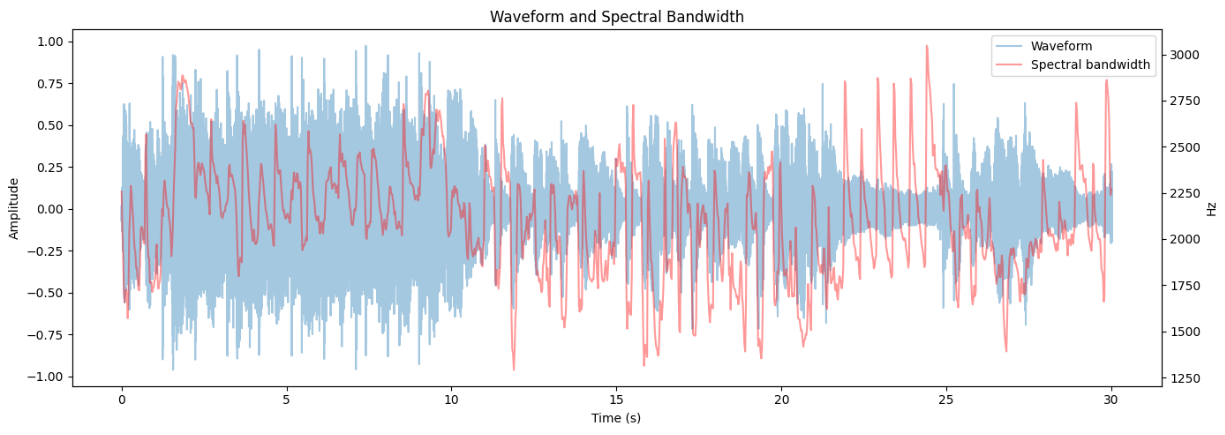 Waveform and Spectral Bandwidth
Waveform
Spectral bandwidth
Amplitude
1.00
0.75
0.50
0.25
0.00
−0.25
−0.50
−0.75
−1.00
3000
2750
2500
2250
2000
1750
1500
1250
Hz
0 5 10 15 20 25 30
Time (s)